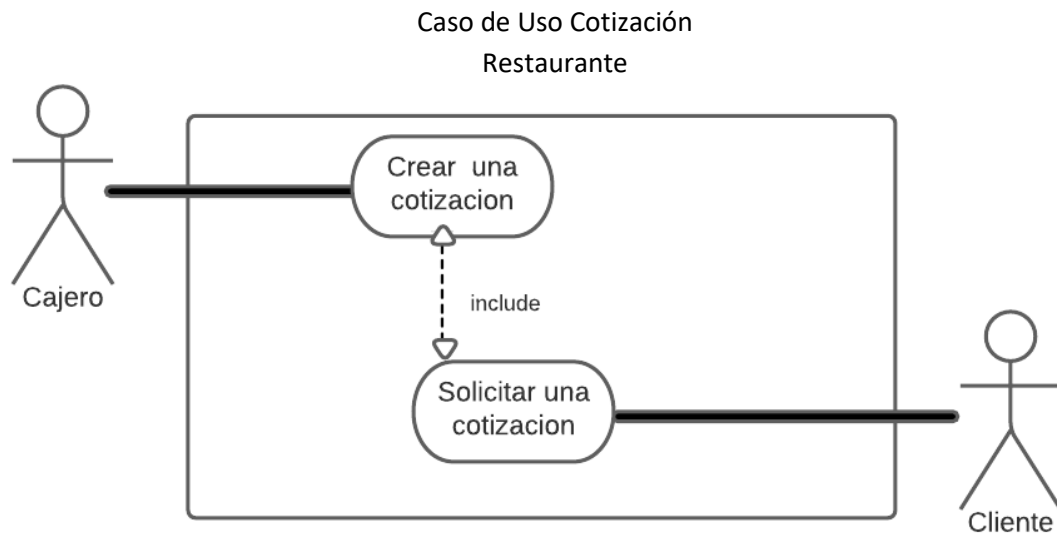 Caso de Uso Cotización
Restaurante
Crear una
cotizacion
Cajero
include
Solicitar una
cotizacion
Cliente